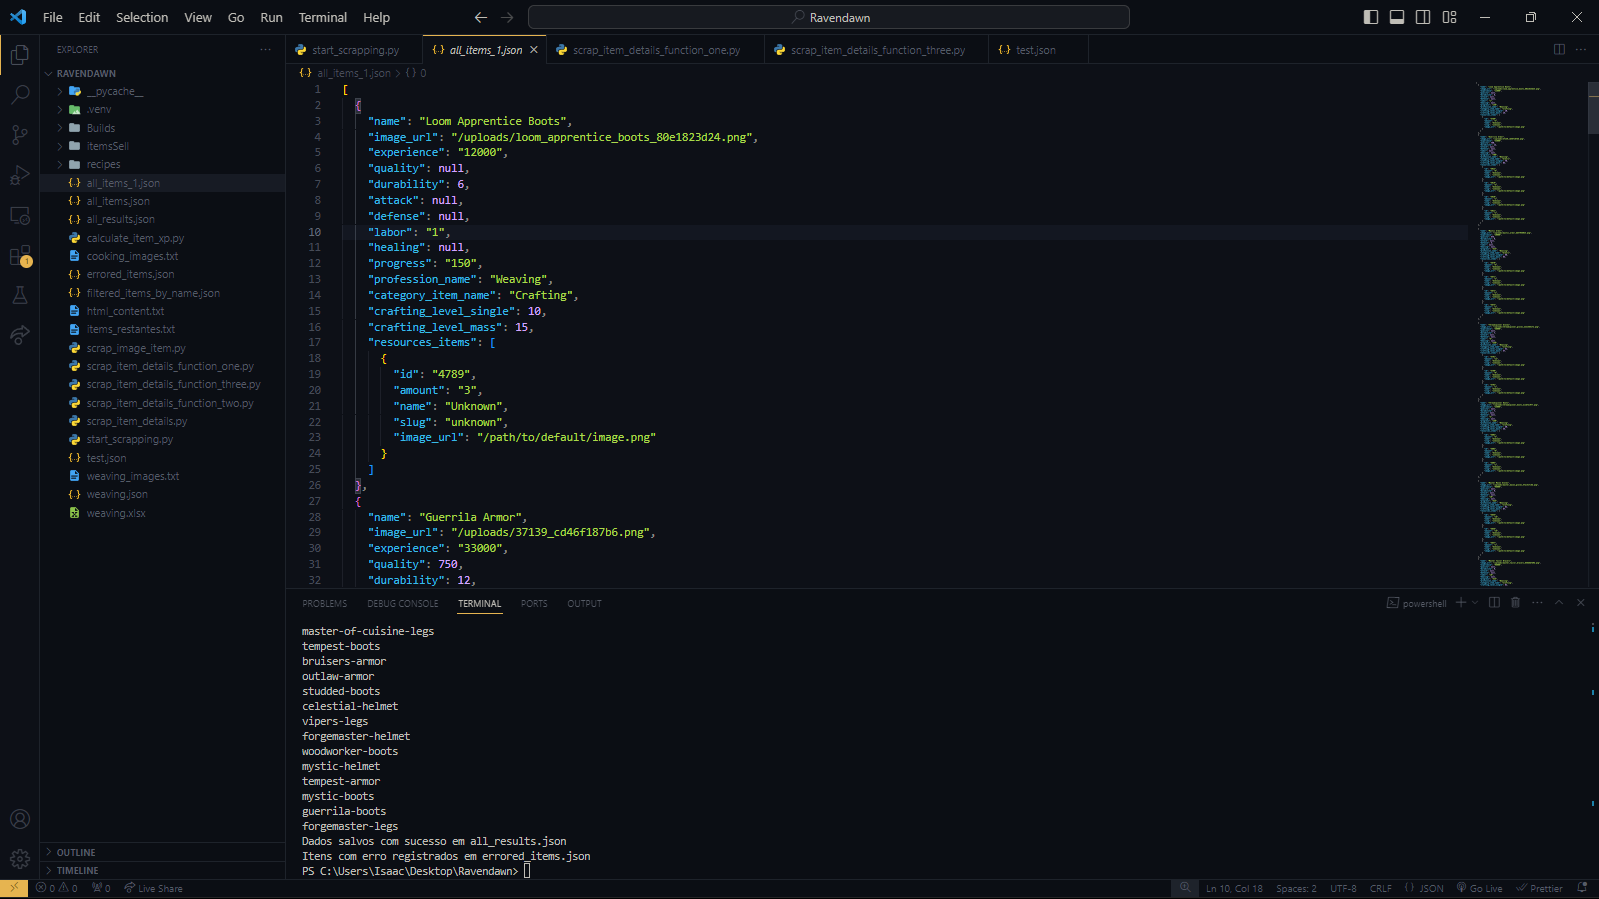 File Edit Selection View Go Run Terminal Help
Ravendawn
EXPLORER
RAVENDAWN
__pycache__
.venv
Builds
itemsSell
recipes
all_items_1.json
all_items.json
all_results.json
calculate_item_xp.py
cooking_images.txt
errored_items.json
filtered_items_by_name.json
html_content.txt
items_restantes.txt
scrap_image_item.py
scrap_item_details_function_one.py
scrap_item_details_function_three.py
scrap_item_details_function_two.py
scrap_item_details.py
start_scrapping.py
test.json
weaving_images.txt
weaving.json
weaving.xlsx
OUTLINE
TIMELINE
start_scrapping.py all_items_1.json scrap_item_details_function_one.py scrap_item_details_function_three.py test.json
all_items_1.json > {} 0
1 [
2 {
3 "name": "Loom Apprentice Boots",
4 "image_url": "/uploads/loom_apprentice_boots_80e1823d24.png",
5 "experience": "12000",
6 "quality": null,
7 "durability": 6,
8 "attack": null,
9 "defense": null,
10 "labor": "1",
11 "healing": null,
12 "progress": "150",
13 "profession_name": "Weaving",
14 "category_item_name": "Crafting",
15 "crafting_level_single": 10,
16 "crafting_level_mass": 15,
17 "resources_items": [
18 {
19 "id": "4789",
20 "amount": "3",
21 "name": "Unknown",
22 "slug": "unknown",
23 "image_url": "/path/to/default/image.png"
24 }
25 ]
26 },
27 {
28 "name": "Guerrila Armor",
29 "image_url": "/uploads/37139_cd46f187b6.png",
30 "experience": "33000",
31 "quality": 750,
32 "durability": 12,
PROBLEMS DEBUG CONSOLE TERMINAL PORTS OUTPUT
powershell
master-of-cuisine-legs
tempest-boots
bruisers-armor
outlaw-armor
studded-boots
celestial-helmet
vipers-legs
forgemaster-helmet
woodworker-boots
mystic-helmet
tempest-armor
mystic-boots
guerrila-boots
forgemaster-legs
Dados salvos com sucesso em all_results.json
Itens com erro registrados em errored_items.json
PS C:\Users\Isaac\Desktop\Ravendawn>
0 0 0 Live Share
Ln 10, Col 18 Spaces: 2 UTF-8 CRLF {} JSON Go Live Prettier